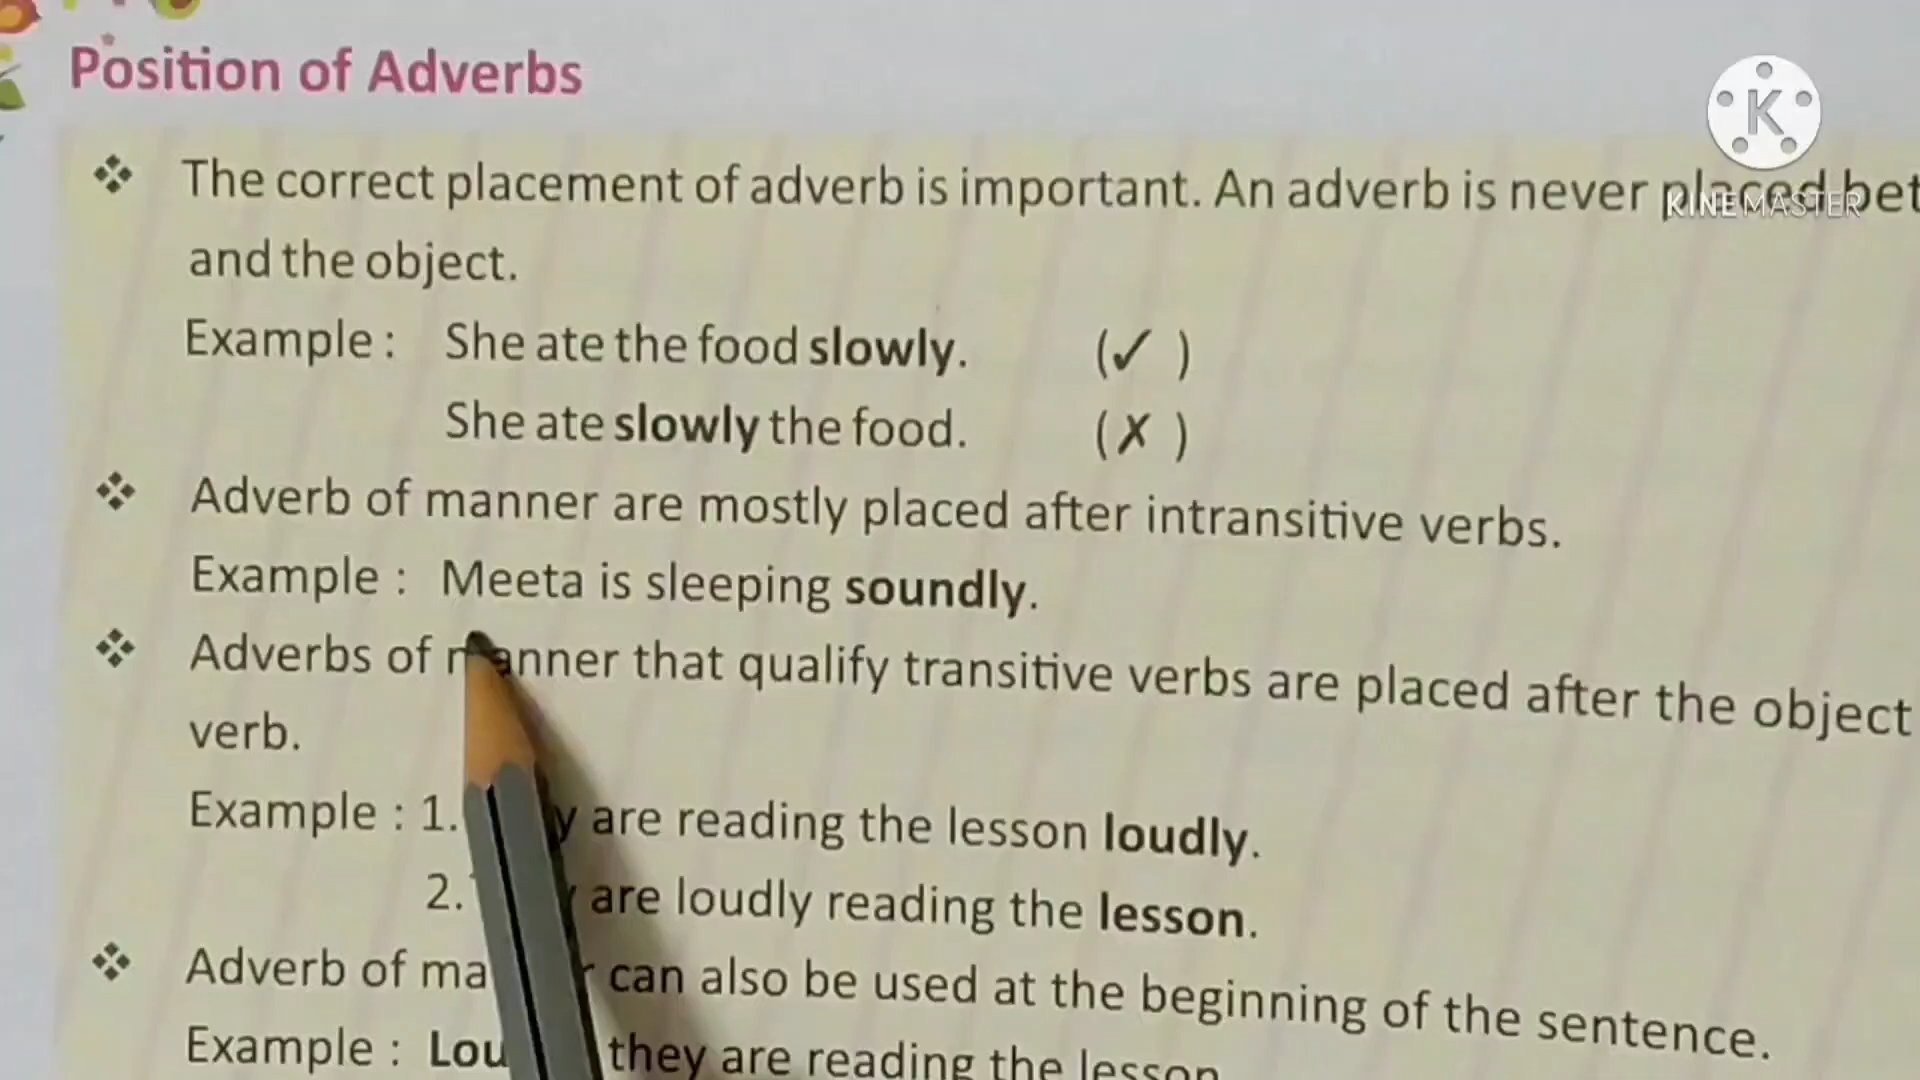 Position of Adverbs
K
KINEMASTER
❖ The correct placement of adverb is important. An adverb is never placed
and the object.
Example : She ate the food slowly. (✓ )
She ate slowly the food. (✗ )
❖ Adverb of manner are mostly placed after intransitive verbs.
Example : Meeta is sleeping soundly.
❖ Adverbs of manner that qualify transitive verbs are placed after the object
verb.
Example : 1. are reading the lesson loudly.
2. are loudly reading the lesson.
❖ Adverb of can also be used at the beginning of the sentence.
Example : they are reading the lesson